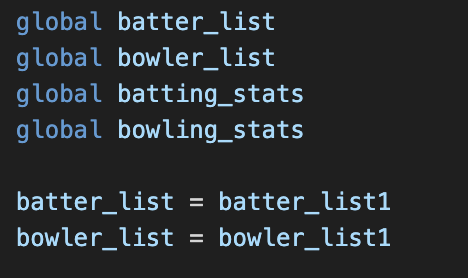 global batter_list
global bowler_list
global batting_stats
global bowling_stats
batter_list = batter_list1
bowler_list = bowler_list1